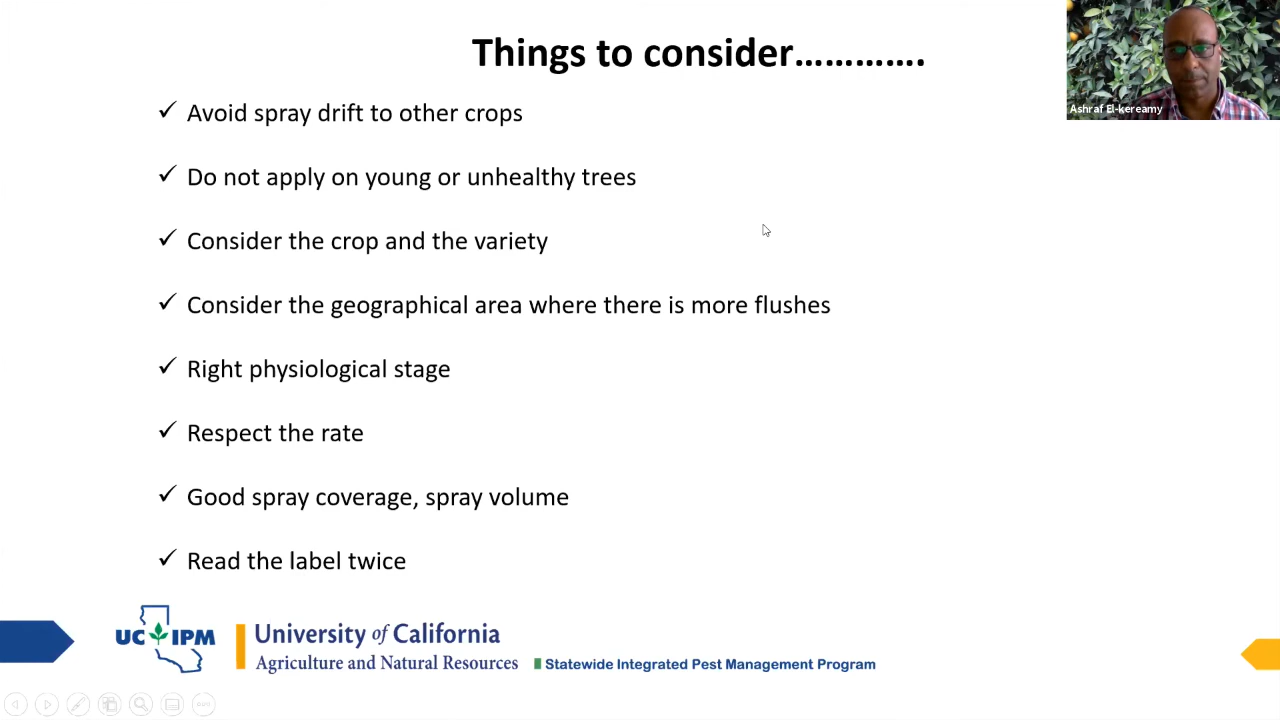 Things to consider………….
Ashraf El-kereamy
✓ Avoid spray drift to other crops
✓ Do not apply on young or unhealthy trees
✓ Consider the crop and the variety
✓ Consider the geographical area where there is more flushes
✓ Right physiological stage
✓ Respect the rate
✓ Good spray coverage, spray volume
✓ Read the label twice
UC IPM
University of California
Agriculture and Natural Resources
Statewide Integrated Pest Management Program